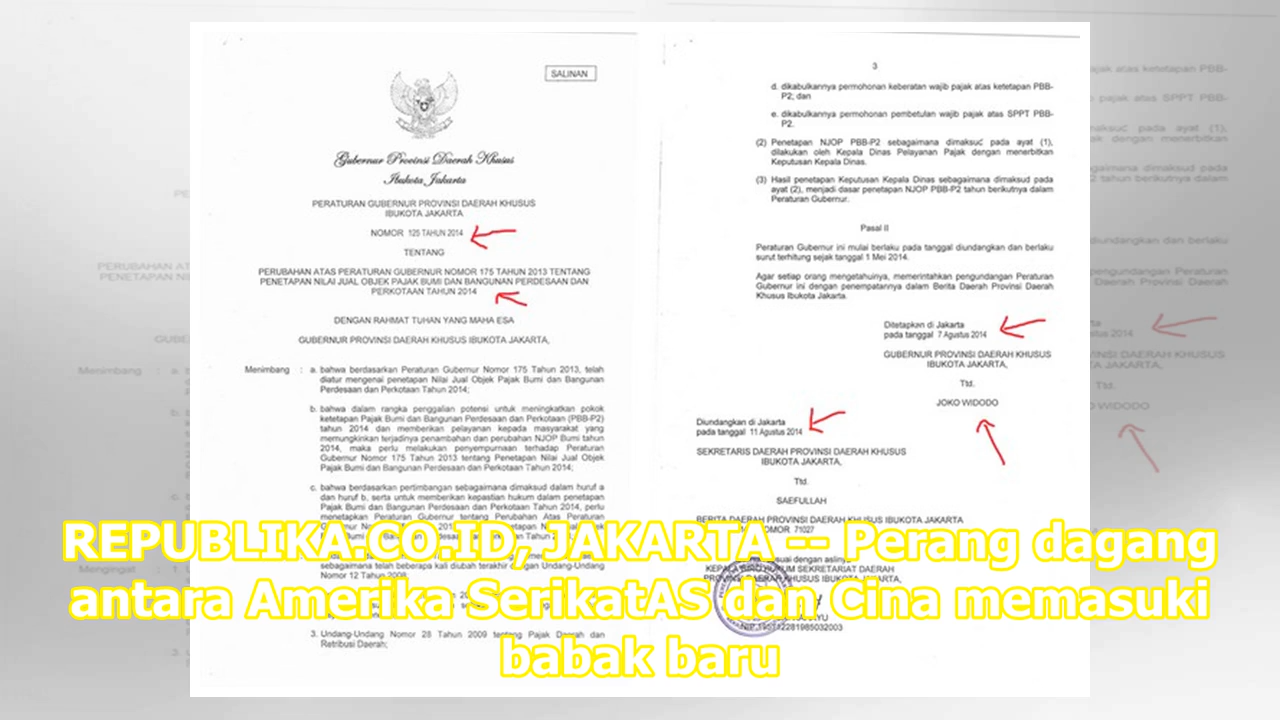 SALINAN
Gubernur Provinsi Daerah Khusus
Ibukota Jakarta
PERATURAN GUBERNUR PROVINSI DAERAH KHUSUS
IBUKOTA JAKARTA
NOMOR 125 TAHUN 2014
TENTANG
PERUBAHAN ATAS PERATURAN GUBERNUR NOMOR 175 TAHUN 2013 TENTANG
PENETAPAN NILAI JUAL OBJEK PAJAK BUMI DAN BANGUNAN PERDESAAN DAN
PERKOTAAN TAHUN 2014
DENGAN RAHMAT TUHAN YANG MAHA ESA
GUBERNUR PROVINSI DAERAH KHUSUS IBUKOTA JAKARTA,
Menimbang : a. bahwa berdasarkan Peraturan Gubernur Nomor 175 Tahun 2013, telah
diatur mengenai penetapan Nilai Jual Objek Pajak Bumi dan Bangunan
Perdesaan dan Perkotaan Tahun 2014;
b. bahwa dalam rangka penggalian potensi untuk meningkatkan pokok
ketetapan Pajak Bumi dan Bangunan Perdesaan dan Perkotaan (PBB-P2)
tahun 2014 dan memberikan pelayanan kepada masyarakat yang
memungkinkan terjadinya penambahan dan perubahan NJOP Bumi tahun
2014, maka perlu melakukan penyempurnaan terhadap Peraturan
Gubernur Nomor 175 Tahun 2013 tentang Penetapan Nilai Jual Objek
Pajak Bumi dan Bangunan Perdesaan dan Perkotaan Tahun 2014;
c. bahwa berdasarkan pertimbangan sebagaimana dimaksud dalam huruf a
dan huruf b, serta untuk memberikan kepastian hukum dalam penetapan
Pajak Bumi dan Bangunan Perdesaan dan Perkotaan Tahun 2014, perlu
menetapkan Peraturan Gubernur tentang Perubahan Atas Peraturan
sebagaimana telah beberapa kali diubah terakhir dengan Undang-Undang
Nomor 12 Tahun 2008;
3. Undang-Undang Nomor 28 Tahun 2009 tentang Pajak Daerah dan
Retribusi Daerah;
3
d. dikabulkannya permohonan keberatan wajib pajak atas ketetapan PBB-
P2; dan
e. dikabulkannya permohonan pembetulan wajib pajak atas SPPT PBB-
P2.
(2) Penetapan NJOP PBB-P2 sebagaimana dimaksud pada ayat (1),
dilakukan oleh Kepala Dinas Pelayanan Pajak dengan menerbitkan
Keputusan Kepala Dinas.
(3) Hasil penetapan Keputusan Kepala Dinas sebagaimana dimaksud pada
ayat (2), menjadi dasar penetapan NJOP PBB-P2 tahun berikutnya dalam
Peraturan Gubernur.
Pasal II
Peraturan Gubernur ini mulai berlaku pada tanggal diundangkan dan berlaku
surut terhitung sejak tanggal 1 Mei 2014.
Agar setiap orang mengetahuinya, memerintahkan pengundangan Peraturan
Gubernur ini dengan penempatannya dalam Berita Daerah Provinsi Daerah
Khusus Ibukota Jakarta.
Ditetapkan di Jakarta
pada tanggal 7 Agustus 2014
GUBERNUR PROVINSI DAERAH KHUSUS
IBUKOTA JAKARTA,
Ttd.
JOKO WIDODO
Diundangkan di Jakarta
pada tanggal 11 Agustus 2014
SEKRETARIS DAERAH PROVINSI DAERAH KHUSUS
IBUKOTA JAKARTA,
Ttd.
SAEFULLAH
BERITA DAERAH PROVINSI DAERAH KHUSUS IBUKOTA JAKARTA
NOMOR 71027
KEPALA BIRO HUKUM SEKRETARIAT DAERAH
PROVINSI DAERAH KHUSUS IBUKOTA JAKARTA,
REPUBLIKA.CO.ID, JAKARTA -- Perang dagang
antara Amerika SerikatAS dan Cina memasuki
babak baru